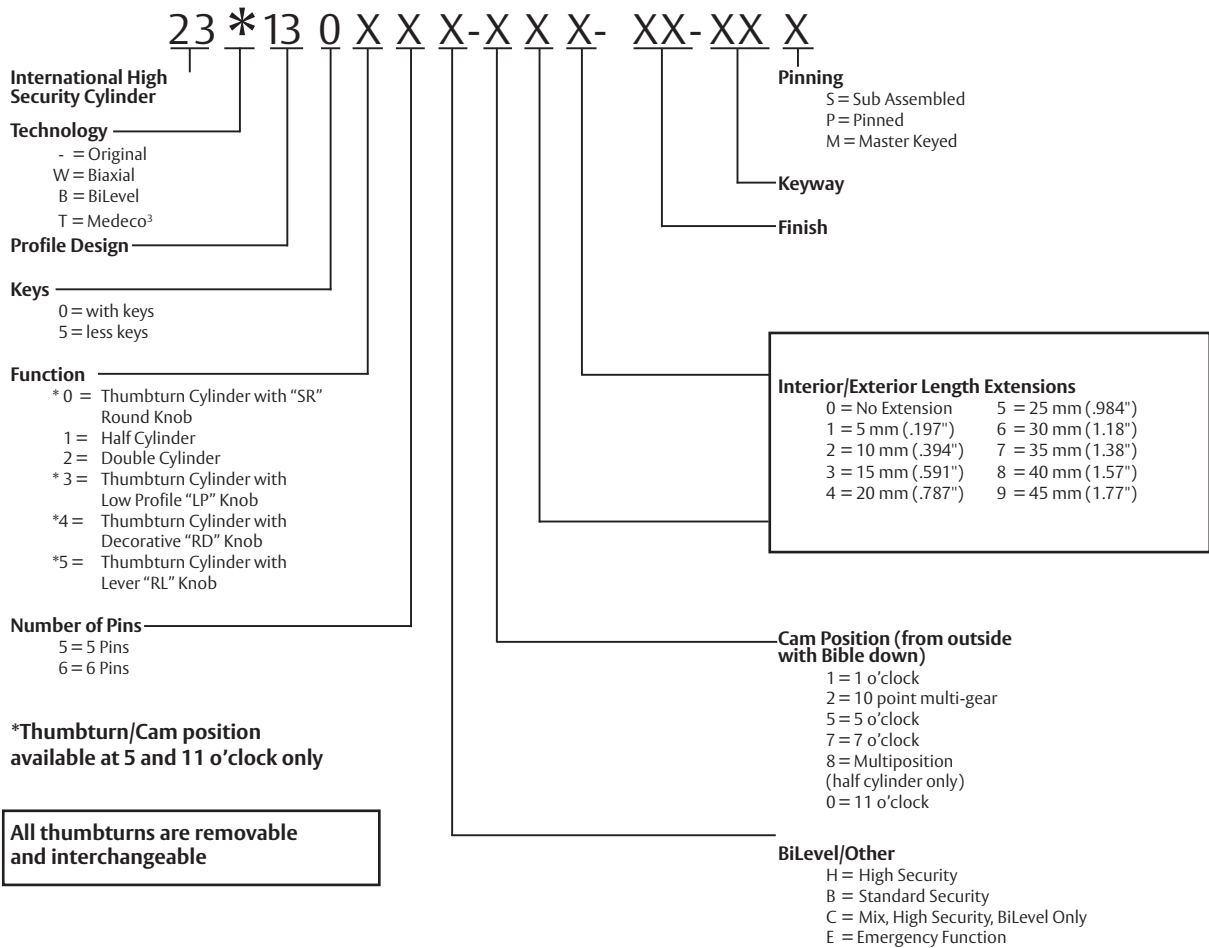 23*130XXX-XXX- XX-XX X
International High
Security Cylinder
Technology
- = Original
W = Biaxial
B = BiLevel
T = Medeco³
Profile Design
Keys
0 = with keys
5 = less keys
Function
* 0 = Thumbturn Cylinder with “SR”
Round Knob
1 = Half Cylinder
2 = Double Cylinder
* 3 = Thumbturn Cylinder with
Low Profile “LP” Knob
*4 = Thumbturn Cylinder with
Decorative “RD” Knob
*5 = Thumbturn Cylinder with
Lever “RL” Knob
Number of Pins
5 = 5 Pins
6 = 6 Pins
*Thumbturn/Cam position
available at 5 and 11 o’clock only
All thumbturns are removable
and interchangeable
Pinning
S = Sub Assembled
P = Pinned
M = Master Keyed
Keyway
Finish
Interior/Exterior Length Extensions
0 = No Extension 5 = 25 mm (.984")
1 = 5 mm (.197") 6 = 30 mm (1.18")
2 = 10 mm (.394") 7 = 35 mm (1.38")
3 = 15 mm (.591") 8 = 40 mm (1.57")
4 = 20 mm (.787") 9 = 45 mm (1.77")
Cam Position (from outside
with Bible down)
1 = 1 o’clock
2 = 10 point multi-gear
5 = 5 o’clock
7 = 7 o’clock
8 = Multiposition
(half cylinder only)
0 = 11 o’clock
BiLevel/Other
H = High Security
B = Standard Security
C = Mix, High Security, BiLevel Only
E = Emergency Function